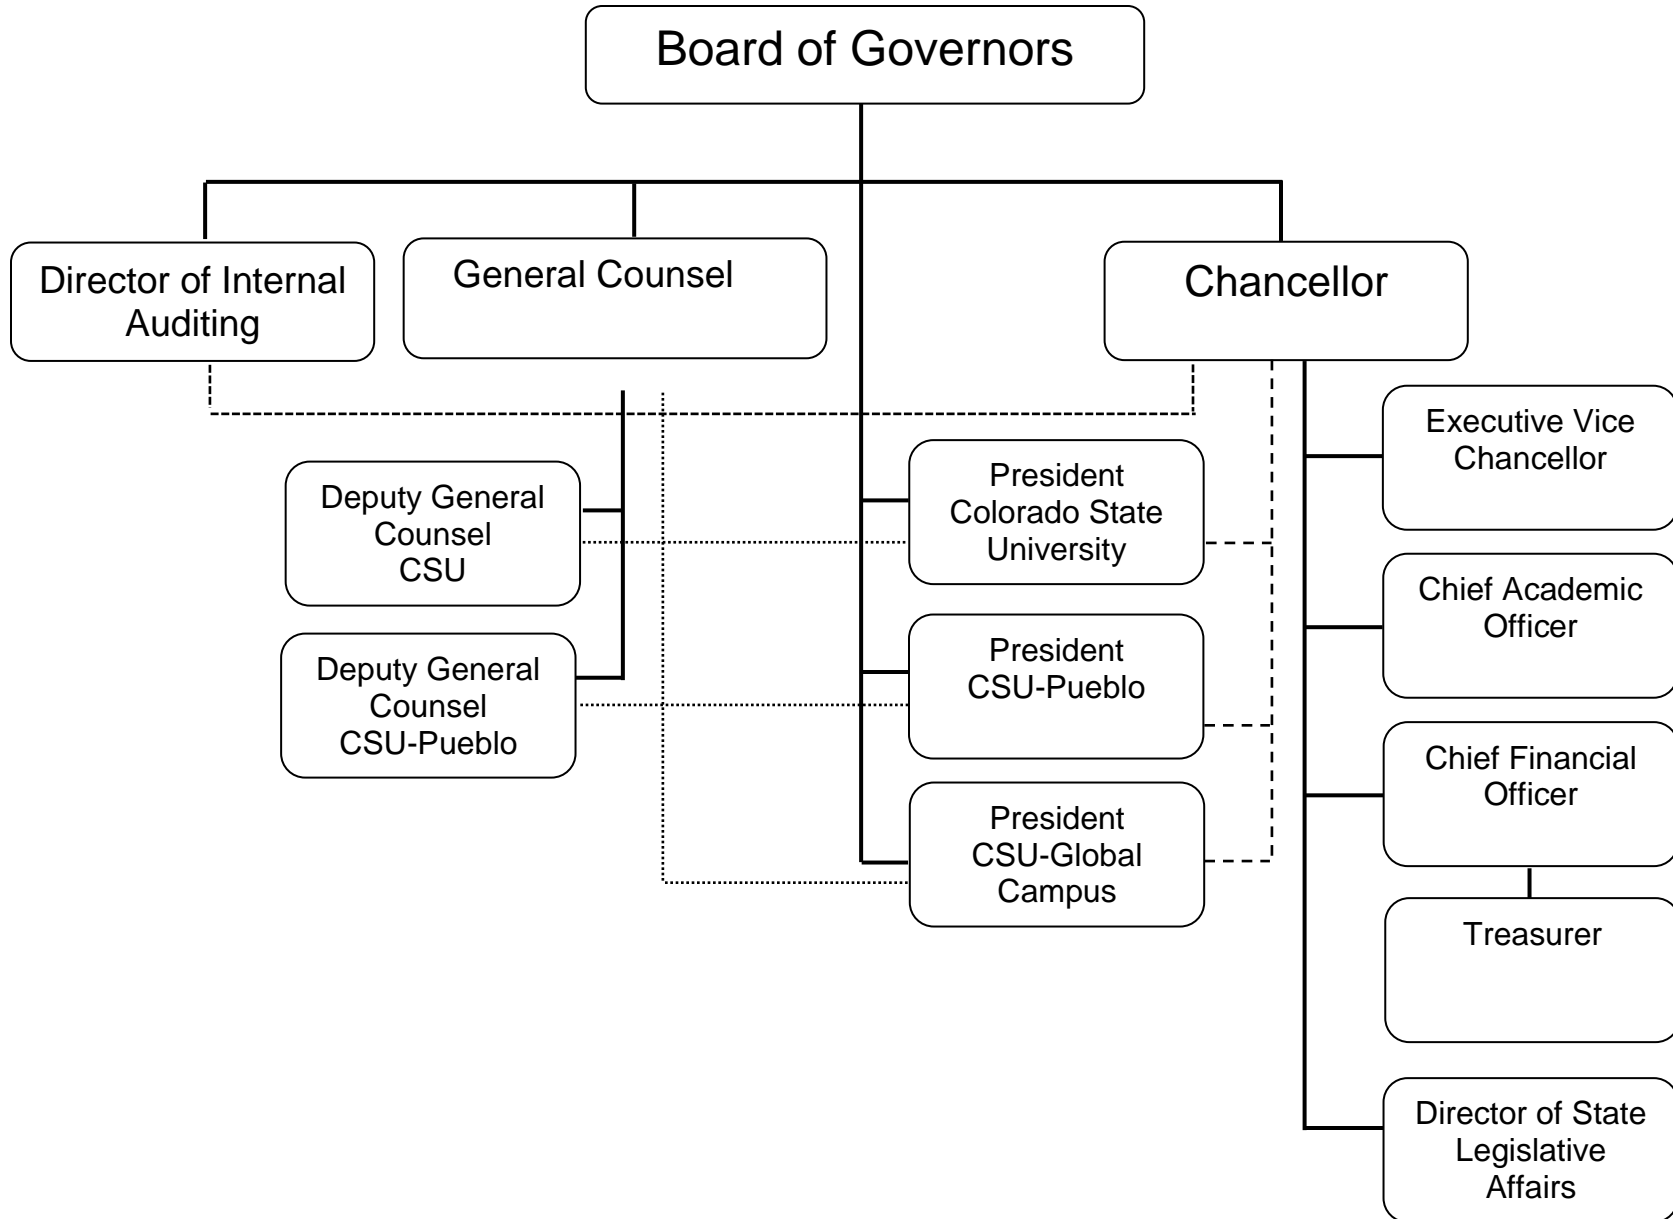 Board of Governors
Director of Internal
Auditing
General Counsel
Chancellor
Deputy General
Counsel
CSU
Deputy General
Counsel
CSU-Pueblo
President
Colorado State
University
President
CSU-Pueblo
President
CSU-Global
Campus
Executive Vice
Chancellor
Chief Academic
Officer
Chief Financial
Officer
Treasurer
Director of State
Legislative
Affairs